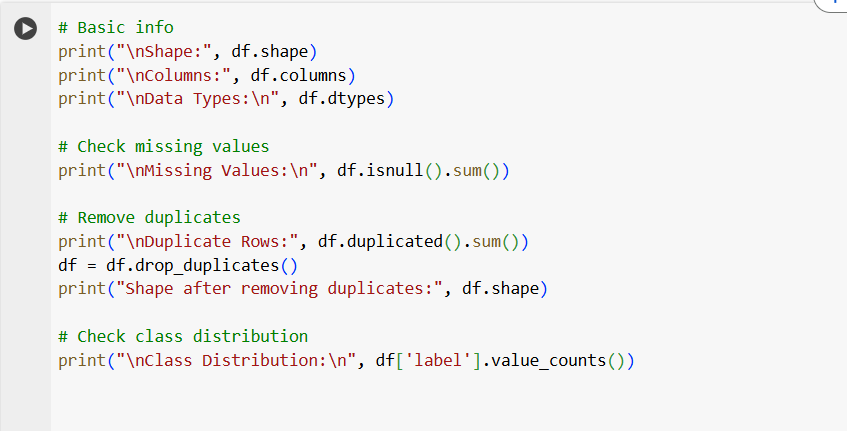 # Basic info
print("\nShape:", df.shape)
print("\nColumns:", df.columns)
print("\nData Types:\n", df.dtypes)
# Check missing values
print("\nMissing Values:\n", df.isnull().sum())
# Remove duplicates
print("\nDuplicate Rows:", df.duplicated().sum())
df = df.drop_duplicates()
print("Shape after removing duplicates:", df.shape)
# Check class distribution
print("\nClass Distribution:\n", df['label'].value_counts())